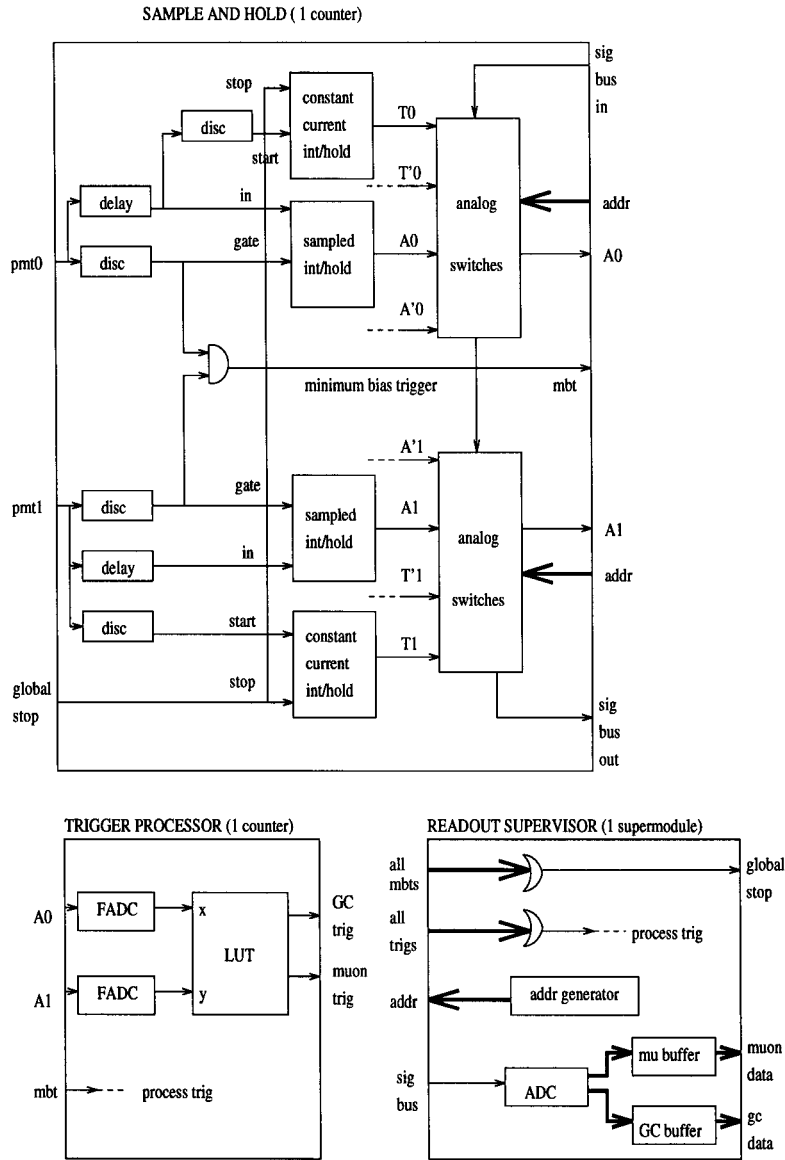 SAMPLE AND HOLD ( 1 counter)
sig
bus
in
stop
constant
current
int/hold
T0
disc
start
T'0
delay
in
analog
switches
addr
gate
sampled
int/hold
A0
A0
pmt0
disc
A'0
minimum bias trigger
mbt
A'1
pmt1
disc
gate
sampled
int/hold
A1
analog
switches
A1
delay
in
T'1
addr
disc
start
constant
current
int/hold
T1
global
stop
stop
sig
bus
out
TRIGGER PROCESSOR (1 counter)
A0
FADC
x
LUT
GC
trig
A1
FADC
y
muon
trig
mbt
process trig
READOUT SUPERVISOR (1 supermodule)
all
mbts
global
stop
all
trigs
process trig
addr
addr generator
sig
bus
ADC
mu buffer
muon
data
GC buffer
gc
data